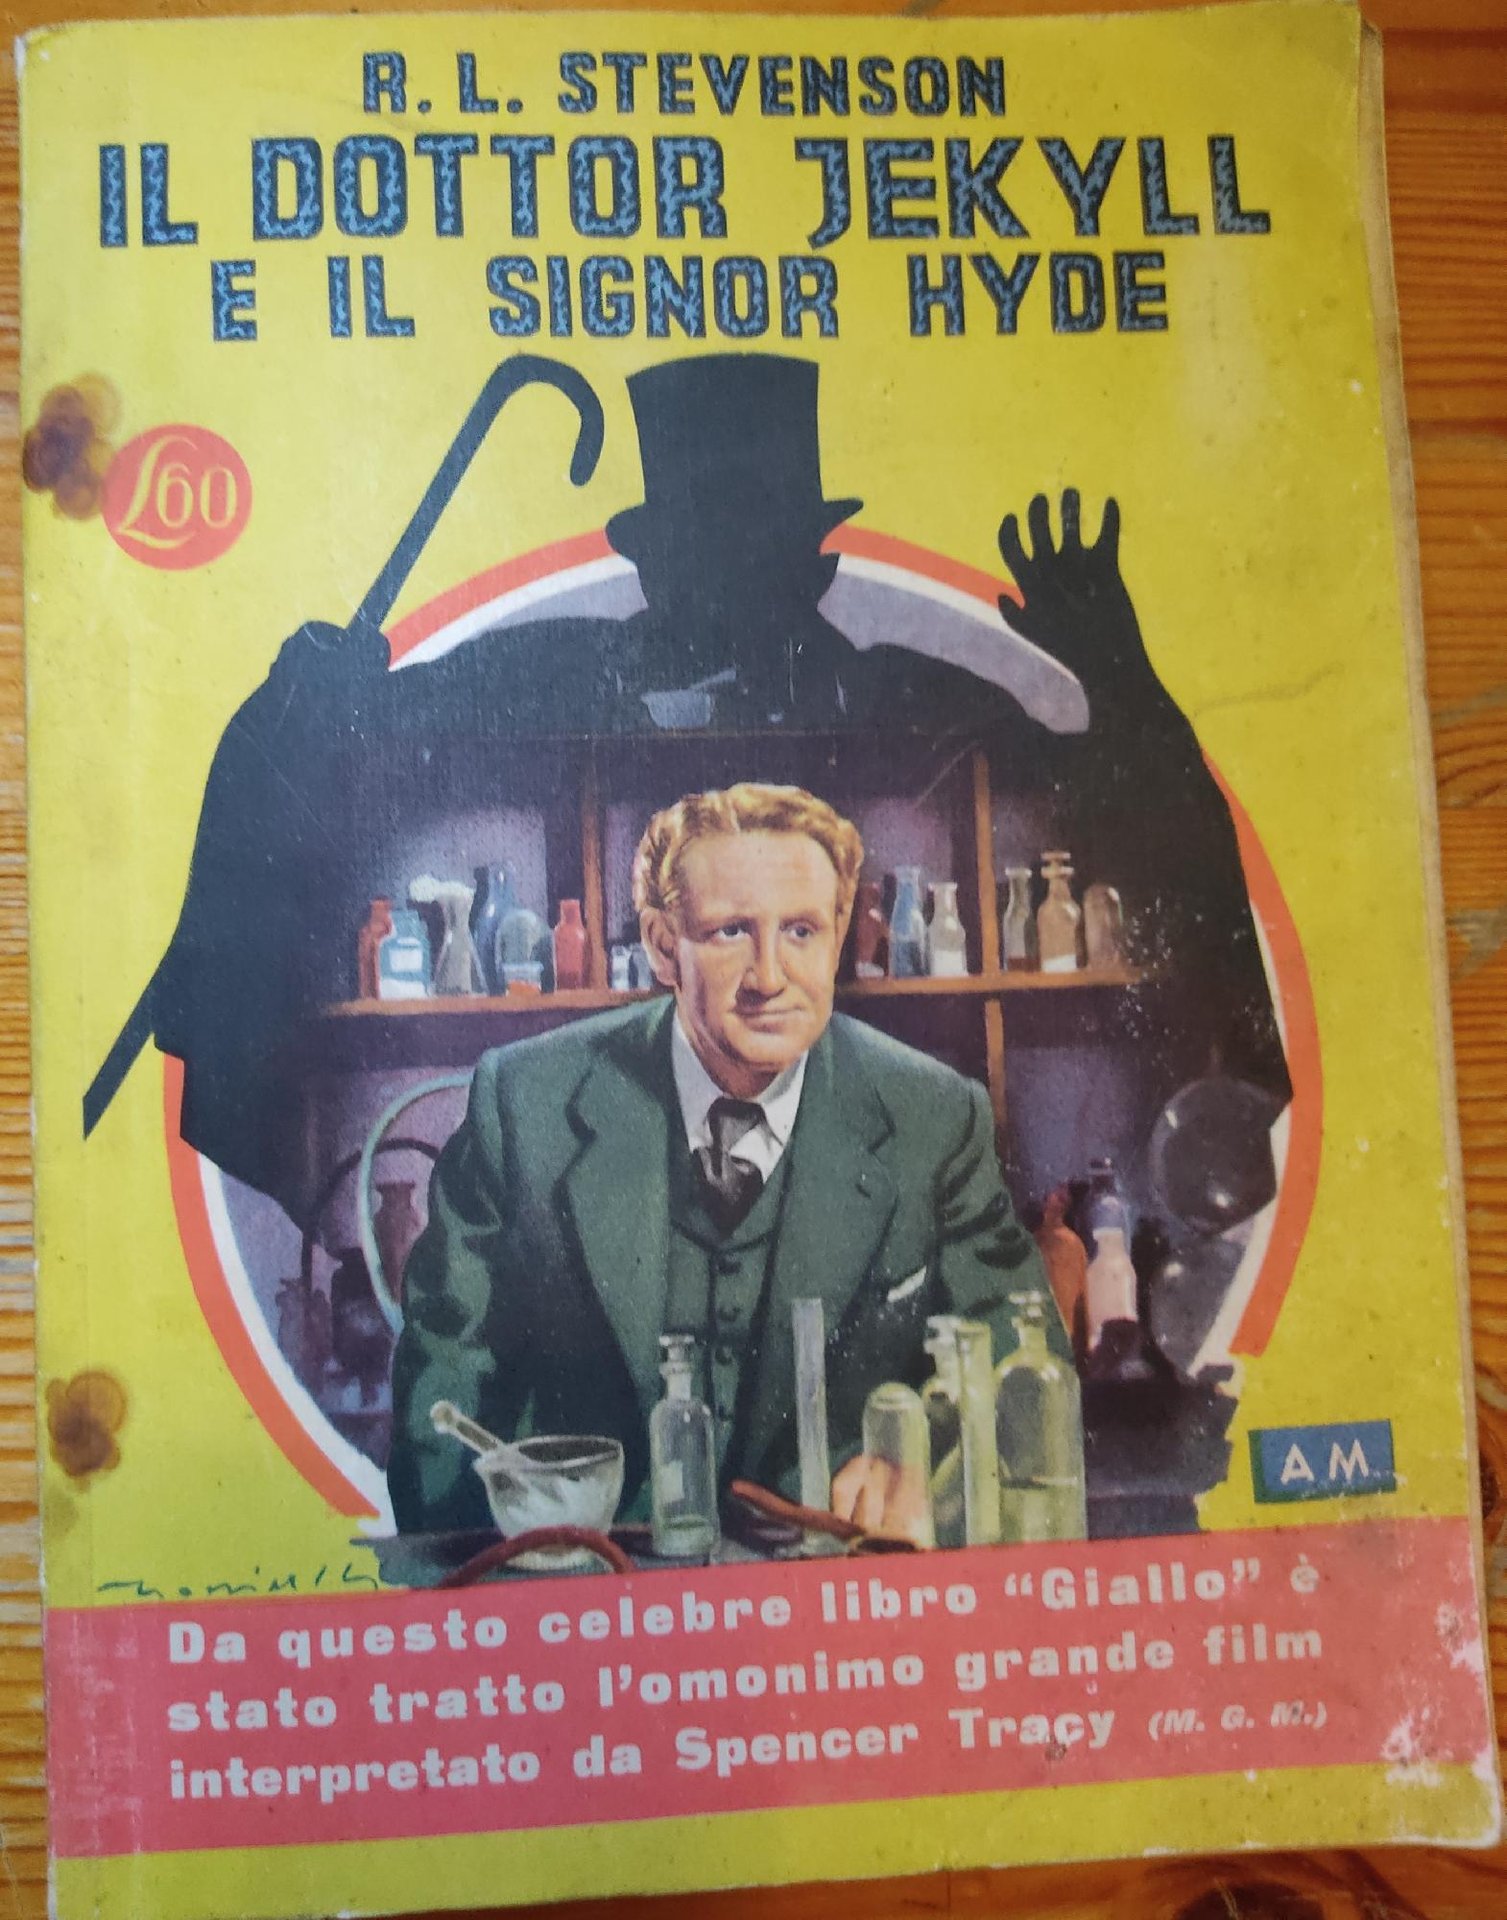 R. L. STEVENSON
IL DOTTOR JEKYLL
E IL SIGNOR HYDE
L60
A M
Da questo celebre libro “Giallo” è
stato tratto l’omonimo grande film
interpretato da Spencer Tracy (M. G. M.)